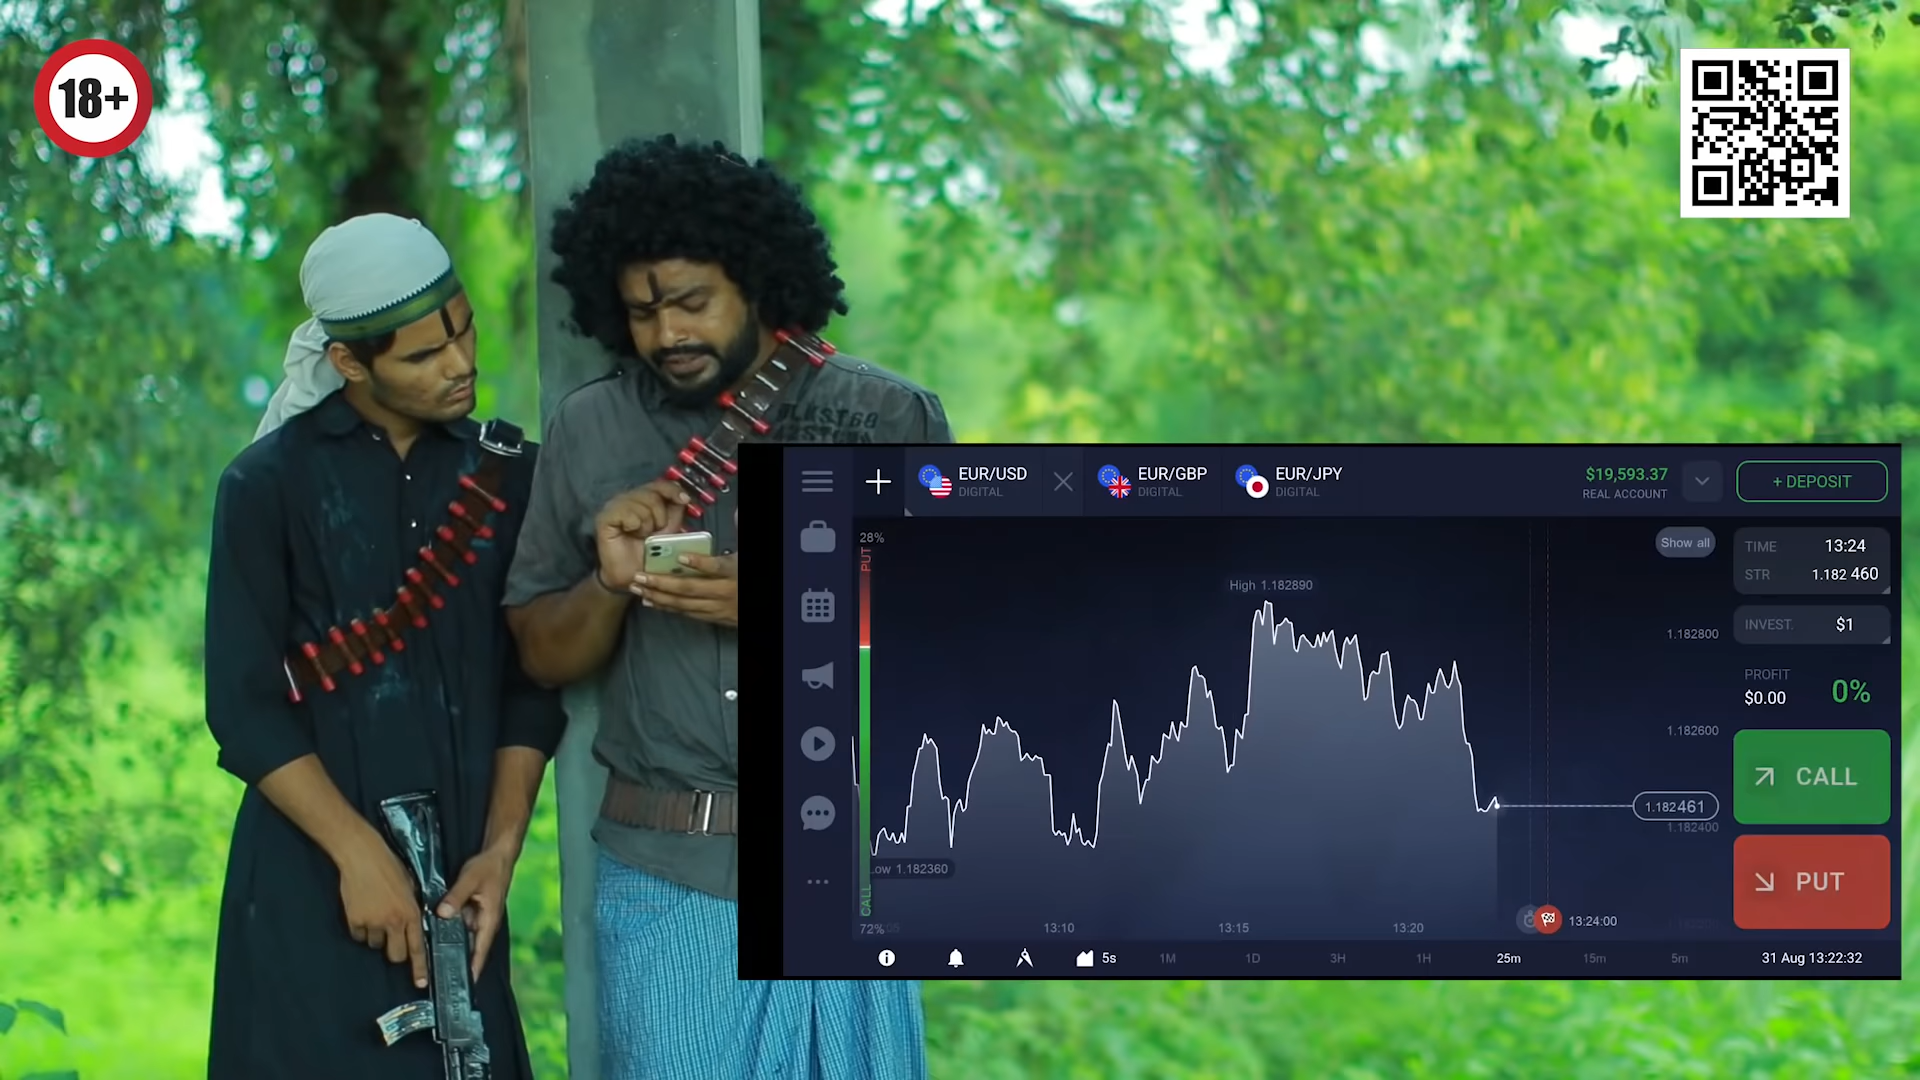 18+
JLKST68
EUR/USD
DIGITAL
EUR/GBP
DIGITAL
EUR/JPY
DIGITAL
$19,593.37
REAL ACCOUNT
+ DEPOSIT
28%
PUT
High 1.182890
Show all
TIME 13:24
STR 1.182 460
1.182800
INVEST. $1
PROFIT
$0.00
0%
1.182600
CALL
1.182461
1.182400
Low 1.182360
PUT
CALL
72%
13:10
13:15
13:20
13:24:00
5s
1M
1D
3H
1H
25m
15m
5m
31 Aug 13:22:32